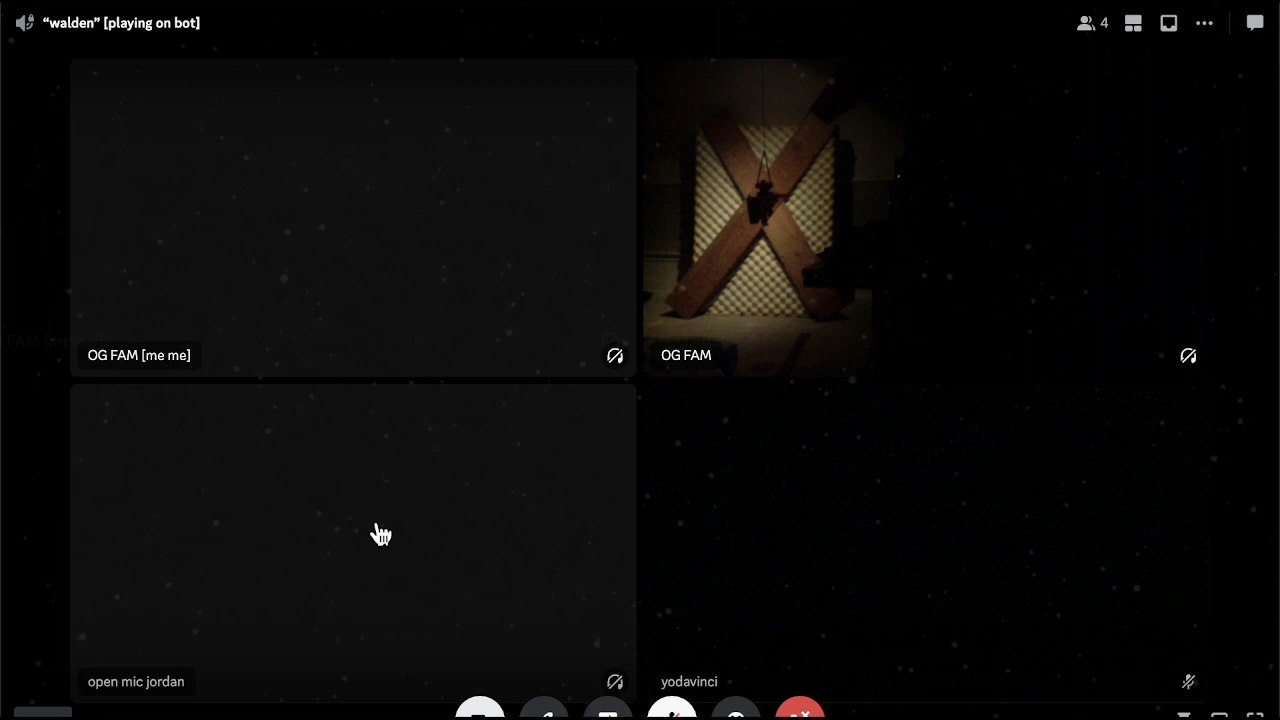 “walden” [playing on bot]
4
OG FAM [me me]
OG FAM
open mic jordan
yodavinci